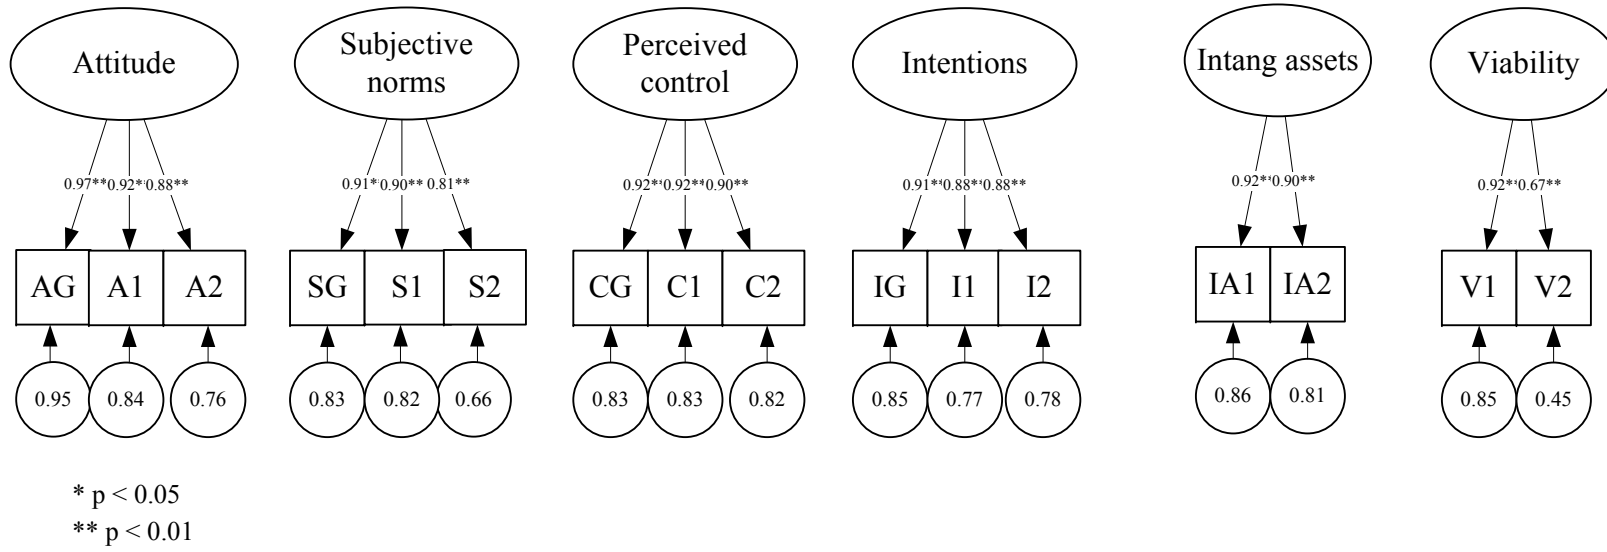 Attitude
Subjective
norms
Perceived
control
Intentions
Intang assets
Viability
0.97** 0.92** 0.88**
0.91** 0.90** 0.81**
0.92** 0.92** 0.90**
0.91** 0.88** 0.88**
0.92** 0.90**
0.92** 0.67**
AG A1 A2
SG S1 S2
CG C1 C2
IG I1 I2
IA1 IA2
V1 V2
0.95 0.84 0.76
0.83 0.82 0.66
0.83 0.83 0.82
0.85 0.77 0.78
0.86 0.81
0.85 0.45
* p < 0.05
** p < 0.01